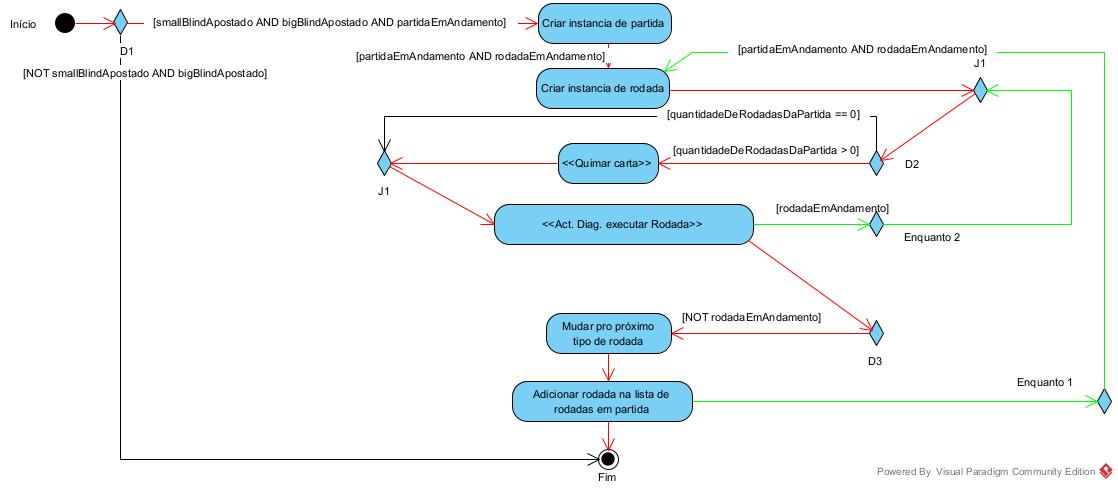 Início
[smallBlindApostado AND bigBlindApostado AND partidaEmAndamento]
Criar instancia de partida
D1
[NOT smallBlindApostado AND bigBlindApostado]
[partidaEmAndamento AND rodadaEmAndamento]
[partidaEmAndamento AND rodadaEmAndamento]
J1
Criar instancia de rodada
[quantidadeDeRodadasDaPartida == 0]
[quantidadeDeRodadasDaPartida > 0]
<<Quimar carta>>
D2
J1
<<Act. Diag. executar Rodada>>
[rodadaEmAndamento]
Enquanto 2
[NOT rodadaEmAndamento]
Mudar pro próximo
tipo de rodada
D3
Enquanto 1
Adicionar rodada na lista de
rodadas em partida
Fim
Powered By Visual Paradigm Community Edition